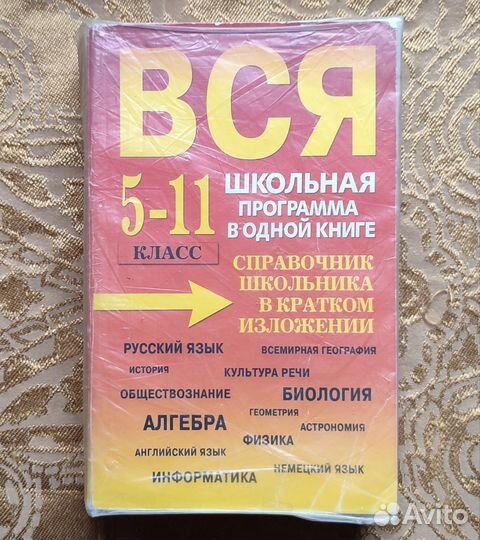 ВСЯ
5-11
КЛАСС
ШКОЛЬНАЯ
ПРОГРАММА
В ОДНОЙ КНИГЕ
СПРАВОЧНИК
ШКОЛЬНИКА
В КРАТКОМ
ИЗЛОЖЕНИИ
РУССКИЙ ЯЗЫК
ВСЕМИРНАЯ ГЕОГРАФИЯ
ИСТОРИЯ
КУЛЬТУРА РЕЧИ
ОБЩЕСТВОЗНАНИЕ
БИОЛОГИЯ
АЛГЕБРА
ГЕОМЕТРИЯ
АСТРОНОМИЯ
ФИЗИКА
АНГЛИЙСКИЙ ЯЗЫК
НЕМЕЦКИЙ ЯЗЫК
ИНФОРМАТИКА
Avito